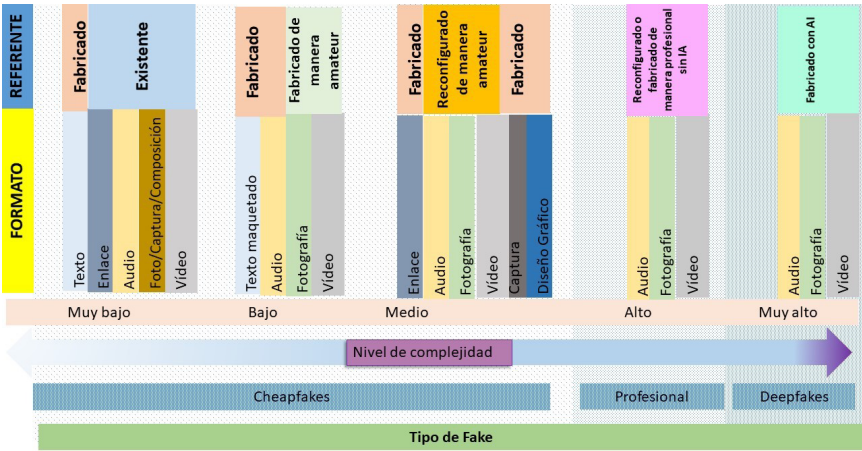 REFERENTE
Fabricado
Existente
Fabricado
Fabricado de
manera
amateur
Fabricado
Reconfigurado
de manera
amateur
Fabricado
Reconfigurado o
fabricado de
manera profesional
sin IA
Fabricado con AI
FORMATO
Texto
Enlace
Audio
Foto/Captura/Composición
Vídeo
Texto maquetado
Audio
Fotografía
Vídeo
Enlace
Audio
Fotografía
Vídeo
Captura
Diseño Gráfico
Audio
Fotografía
Vídeo
Audio
Fotografía
Vídeo
Muy bajo
Bajo
Medio
Alto
Muy alto
Nivel de complejidad
Cheapfakes
Profesional
Deepfakes
Tipo de Fake